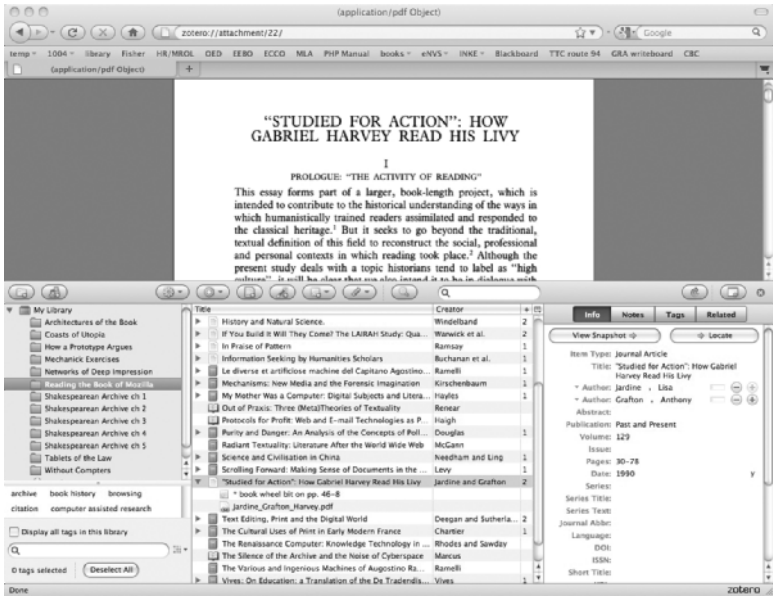 (application/pdf Object)
zotero://attachment/22/
Google
temp 1004 library Fisher HR/MROL OED EEBO ECCO MLA PHP Manual books eNVS INKE Blackboard TTC route 94 GRA writeboard CBC
(application/pdf Object) +
“STUDIED FOR ACTION”: HOW
GABRIEL HARVEY READ HIS LIVY
I
PROLOGUE: “THE ACTIVITY OF READING”
This essay forms part of a larger, book-length project, which is
intended to contribute to the historical understanding of the ways in
which humanistically trained readers assimilated and responded to
the classical heritage.1 But it seeks to go beyond the traditional,
textual definition of this field to reconstruct the social, professional
and personal contexts in which reading took place.2 Although the
present study deals with a topic historians tend to label as “high
culture”, it will be clear that we also intend it to be in dialogue with
My Library
Architectures of the Book
Coasts of Utopia
How a Prototype Argues
Mechanick Exercises
Networks of Deep Impression
Reading the Book of Mozilla
Shakespearean Archive ch 1
Shakespearean Archive ch 2
Shakespearean Archive ch 3
Shakespearean Archive ch 4
Shakespearean Archive ch 5
Tablets of the Law
Without Compters
archive book history browsing
citation computer assisted research
Display all tags in this library
0 tags selected Deselect All
Title Creator +
History and Natural Science. Windelband 2
If You Build It Will They Come? The LAIRAH Study: Qua... Warwick et al. 2
In Praise of Pattern Ramsay 1
Information Seeking by Humanities Scholars Buchanan et al. 1
Le diverse et artificiose machine del Capitano Agostino... Ramelli
Mechanisms: New Media and the Forensic Imagination Kirschenbaum 1
My Mother Was a Computer: Digital Subjects and Litera... Hayles 1
Out of Praxis: Three (Meta)Theories of Textuality Renear
Protocols for Profit: Web and E-mail Technologies as P... Haigh
Purity and Danger: An Analysis of the Concepts of Poll... Douglas 1
Radiant Textuality: Literature After the World Wide Web McGann
Science and Civilisation in China Needham and Ling 1
Scrolling Forward: Making Sense of Documents in the ... Levy 1
"Studied for Action": How Gabriel Harvey Read His Livy Jardine and Grafton 2
* book wheel bit on pp. 46-8
Jardine_Grafton_Harvey.pdf
Text Editing, Print and the Digital World Deegan and Sutherla... 2
The Cultural Uses of Print in Early Modern France Chartier 1
The Renaissance Computer: Knowledge Technology in ... Rhodes and Sawday
The Silence of the Archive and the Noise of Cyberspace Marcus
The Various and Ingenious Machines of Augostino Ra... Ramelli
Vives: On Education: a Translation of the De Tradendis... Vives 1
Info Notes Tags Related
View Snapshot Locate
Item Type: Journal Article
Title: "Studied for Action": How Gabriel
Harvey Read His Livy
Author: Jardine , Lisa
Author: Grafton , Anthony
Abstract:
Publication: Past and Present
Volume: 129
Issue:
Pages: 30-78
Date: 1990 y
Series:
Series Title:
Series Text:
Journal Abbr:
Language:
DOI:
ISSN:
Short Title:
Done zotero